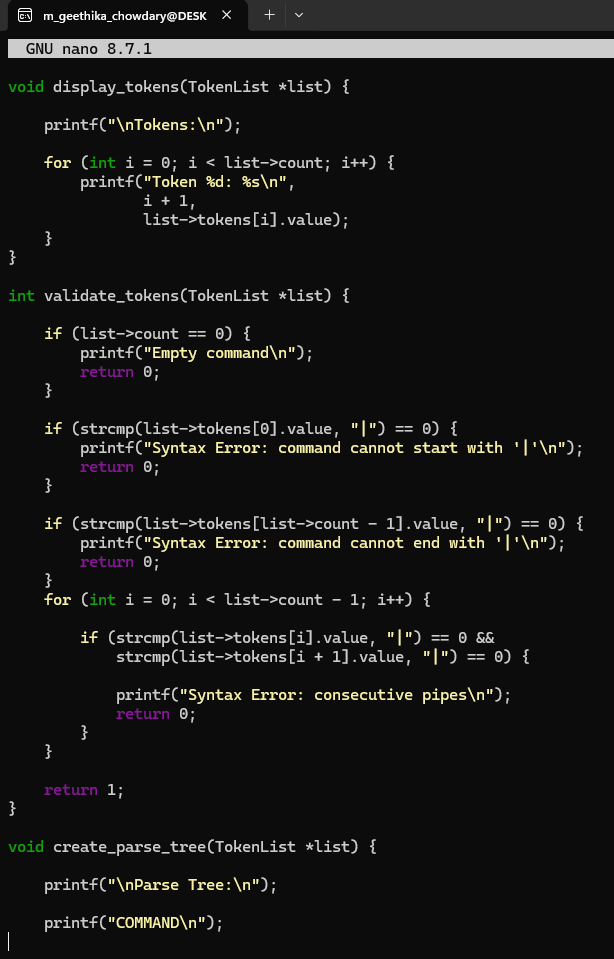 m_geethika_chowdary@DESK
GNU nano 8.7.1
void display_tokens(TokenList *list) {
    printf("\nTokens:\n");
    for (int i = 0; i < list->count; i++) {
        printf("Token %d: %s\n",
               i + 1,
               list->tokens[i].value);
    }
}
int validate_tokens(TokenList *list) {
    if (list->count == 0) {
        printf("Empty command\n");
        return 0;
    }
    if (strcmp(list->tokens[0].value, "|") == 0) {
        printf("Syntax Error: command cannot start with '|'\n");
        return 0;
    }
    if (strcmp(list->tokens[list->count - 1].value, "|") == 0) {
        printf("Syntax Error: command cannot end with '|'\n");
        return 0;
    }
    for (int i = 0; i < list->count - 1; i++) {
        if (strcmp(list->tokens[i].value, "|") == 0 &&
            strcmp(list->tokens[i + 1].value, "|") == 0) {
            printf("Syntax Error: consecutive pipes\n");
            return 0;
        }
    }
    return 1;
}
void create_parse_tree(TokenList *list) {
    printf("\nParse Tree:\n");
    printf("COMMAND\n");